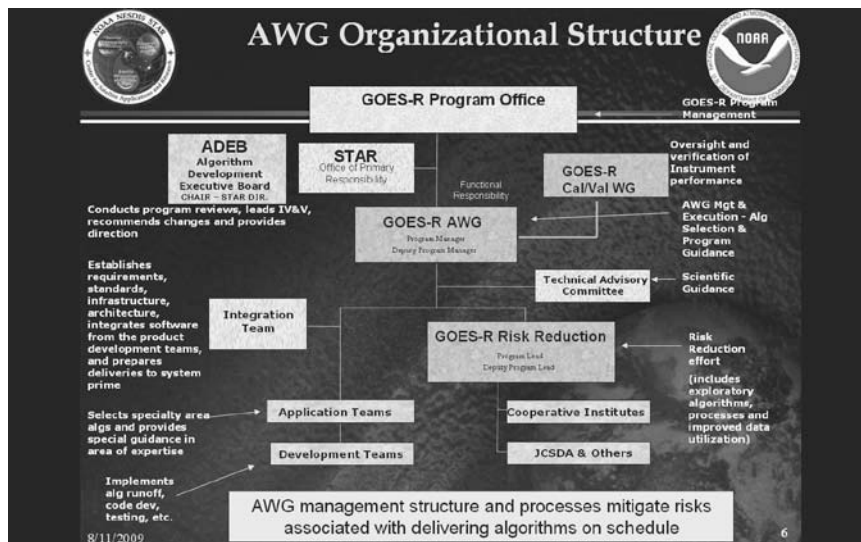 AWG Organizational Structure
NOAA NESDIS STAR
NOAA
GOES-R Program Office
GOES-R Program
Management
ADEB
Algorithm
Development
Executive Board
CHAIR – STAR DIR.
STAR
Office of Primary
Responsibility
Functional
Responsibility
GOES-R
Cal/Val WG
Oversight and
verification of
Instrument
performance
Conducts program reviews, leads IV&V,
recommends changes and provides
direction
GOES-R AWG
Program Manager
Deputy Program Manager
AWG Mgt &
Execution - Alg
Selection &
Program
Guidance
Establishes
requirements,
standards,
infrastructure,
architecture,
integrates software
from the product
development teams,
and prepares
deliveries to system
prime
Technical Advisory
Committee
Scientific
Guidance
Integration
Team
GOES-R Risk Reduction
Program Lead
Deputy Program Lead
Risk
Reduction
effort
(includes
exploratory
algorithms,
processes and
improved data
utilization)
Selects specialty area
algs and provides
special guidance in
area of expertise
Application Teams
Cooperative Institutes
Development Teams
JCSDA & Others
Implements
alg runoff,
code dev,
testing, etc.
AWG management structure and processes mitigate risks
associated with delivering algorithms on schedule
8/11/2009
6